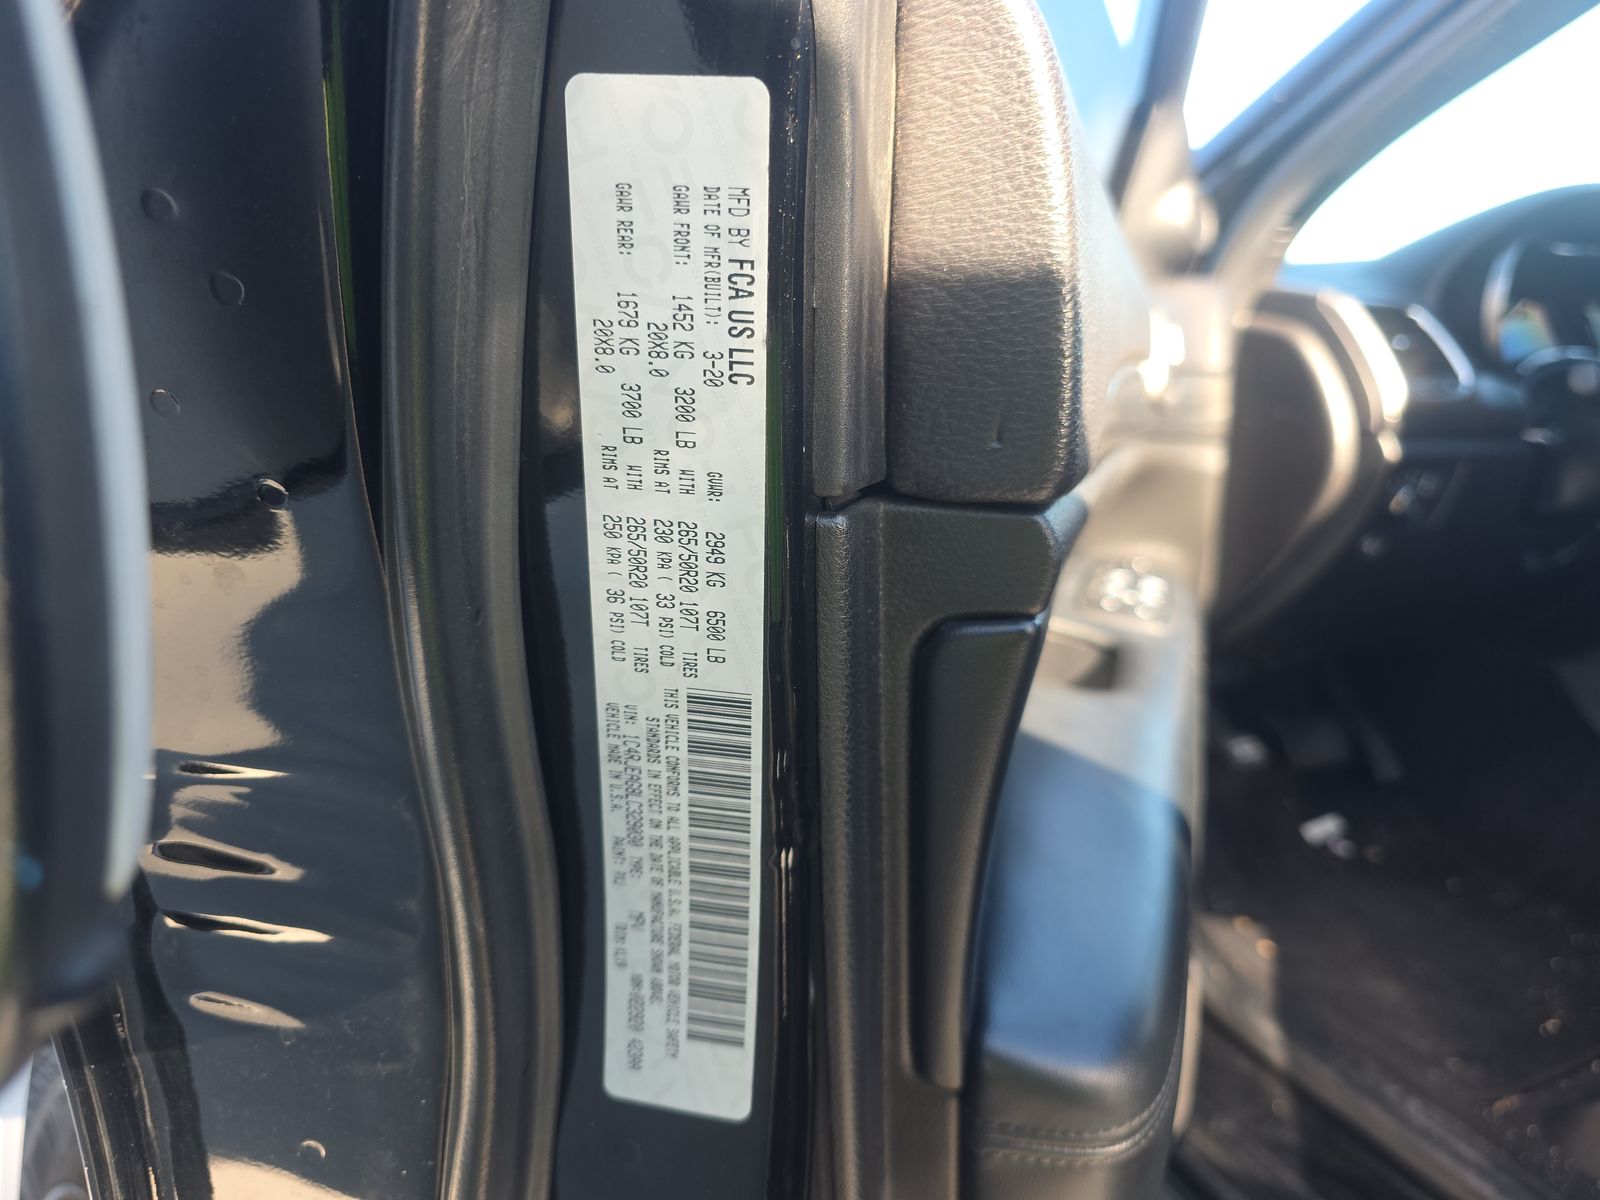 MFD BY FCA US LLC
DATE OF MFR(BUILT): 3-20 GVWR: 2949 KG 6500 LB
GAWR FRONT: 1452 KG 3200 LB WITH 265/50R20 107T TIRES
20X8.0 RIMS AT 230 KPA ( 33 PSI) COLD
GAWR REAR: 1679 KG 3700 LB WITH 265/50R20 107T TIRES
20X8.0 RIMS AT 250 KPA ( 36 PSI) COLD
THIS VEHICLE CONFORMS TO ALL APPLICABLE U.S.A. FEDERAL MOTOR VEHICLE SAFETY
STANDARDS IN EFFECT ON THE DATE OF MANUFACTURE SHOWN ABOVE.
VIN: 1C4RJEAG8LC329030 TYPE: MPV
VEHICLE MADE IN U.S.A. PAINT: TRIM: